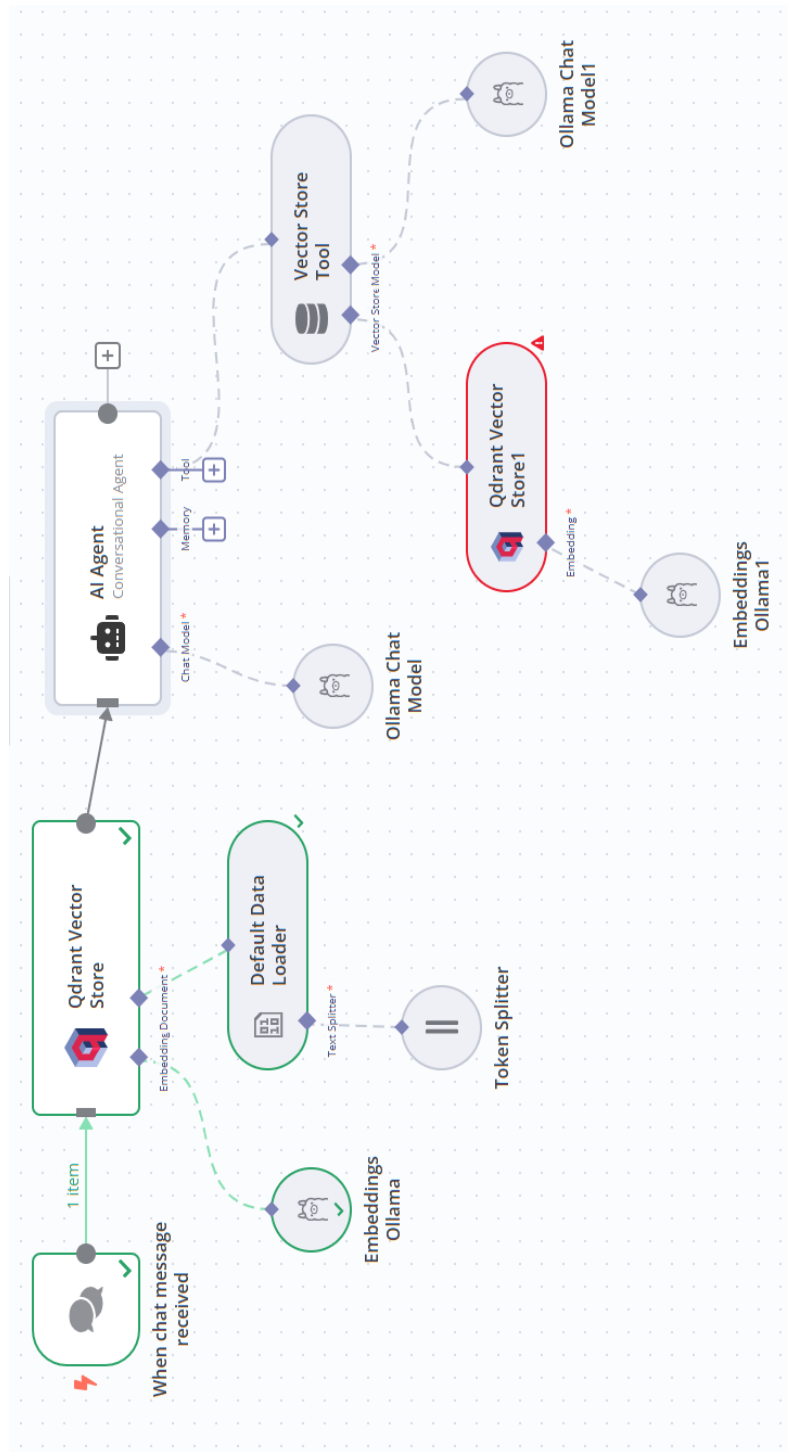 When chat message
received
1 item
Qdrant Vector
Store
Embedding
Document *
Embeddings
Ollama
Default Data
Loader
Text Splitter *
Token Splitter
AI Agent
Conversational Agent
Chat Model *
Memory
Tool
Ollama Chat
Model
Vector Store
Tool
Vector Store
Model *
Qdrant Vector
Store1
Embedding *
Embeddings
Ollama1
Ollama Chat
Model1